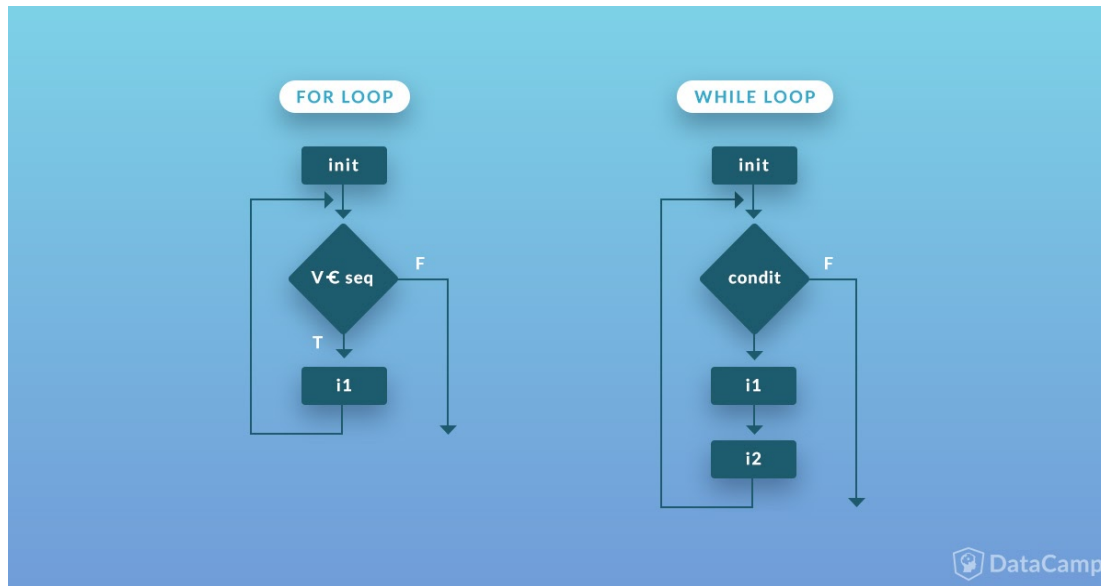 FOR LOOP
init
V€ seq
F
T
i1
WHILE LOOP
init
condit
F
i1
i2
DataCamp